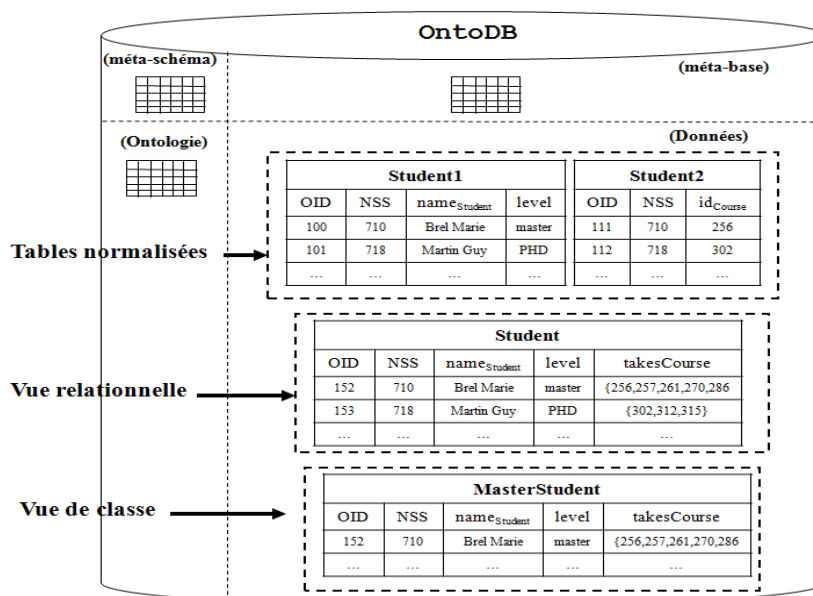 OntoDB
(méta-schéma)
(méta-base)
(Ontologie)
(Données)
Student1
OID NSS nameStudent level
100 710 Brel Marie master
101 718 Martin Guy PHD
... ... ... ...
Student2
OID NSS idCourse
111 710 256
112 718 302
... ... ...
Tables normalisées
Student
OID NSS nameStudent level takesCourse
152 710 Brel Marie master {256,257,261,270,286
153 718 Martin Guy PHD {302,312,315}
... ... ... ... ...
Vue relationnelle
MasterStudent
OID NSS nameStudent level takesCourse
152 710 Brel Marie master {256,257,261,270,286
... ... ... ... ...
Vue de classe